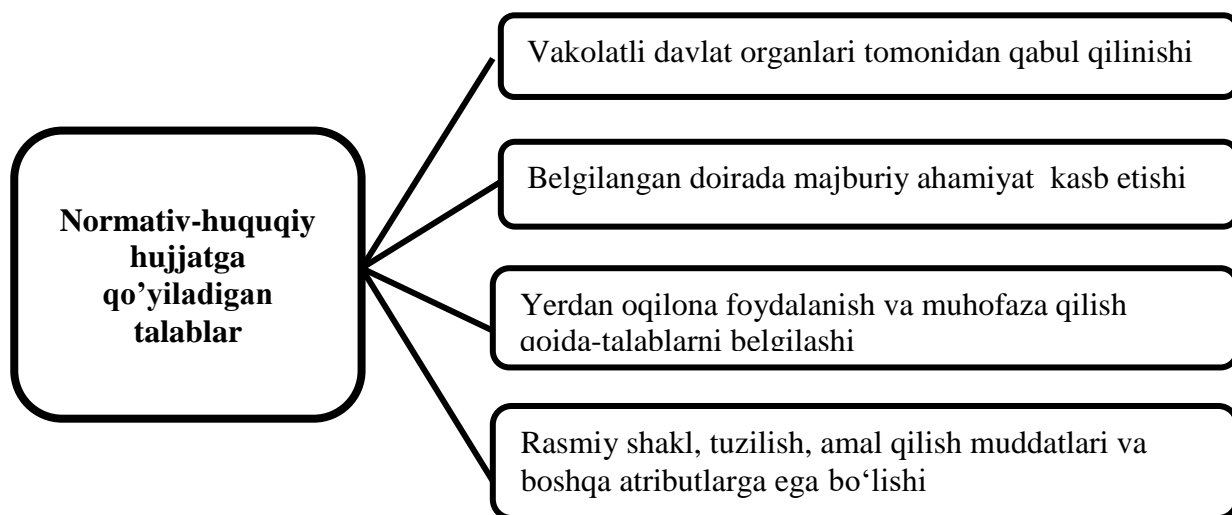 Normativ-huquqiy
hujjatga
qo’yiladigan
talablar
Vakolatli davlat organlari tomonidan qabul qilinishi
Belgilangan doirada majburiy ahamiyat  kasb etishi
Yerdan oqilona foydalanish va muhofaza qilish
qoida-talablarni belgilashi
Rasmiy shakl, tuzilish, amal qilish muddatlari va
boshqa atributlarga ega bo‘lishi